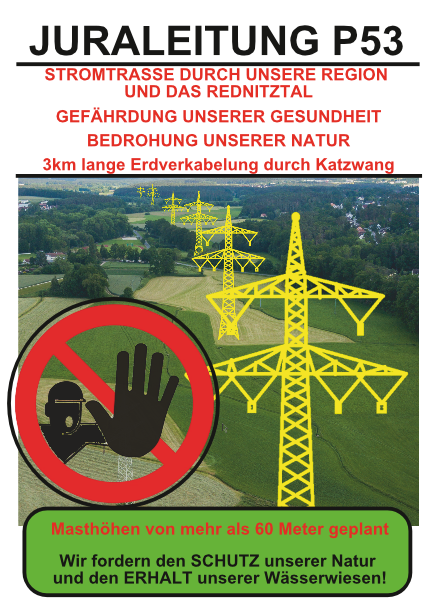 JURALEITUNG P53
STROMTRASSE DURCH UNSERE REGION
UND DAS REDNITZTAL
GEFÄHRDUNG UNSERER GESUNDHEIT
BEDROHUNG UNSERER NATUR
3km lange Erdverkabelung durch Katzwang
Masthöhen von mehr als 60 Meter geplant
Wir fordern den SCHUTZ unserer Natur
und den ERHALT unserer Wässerwiesen!